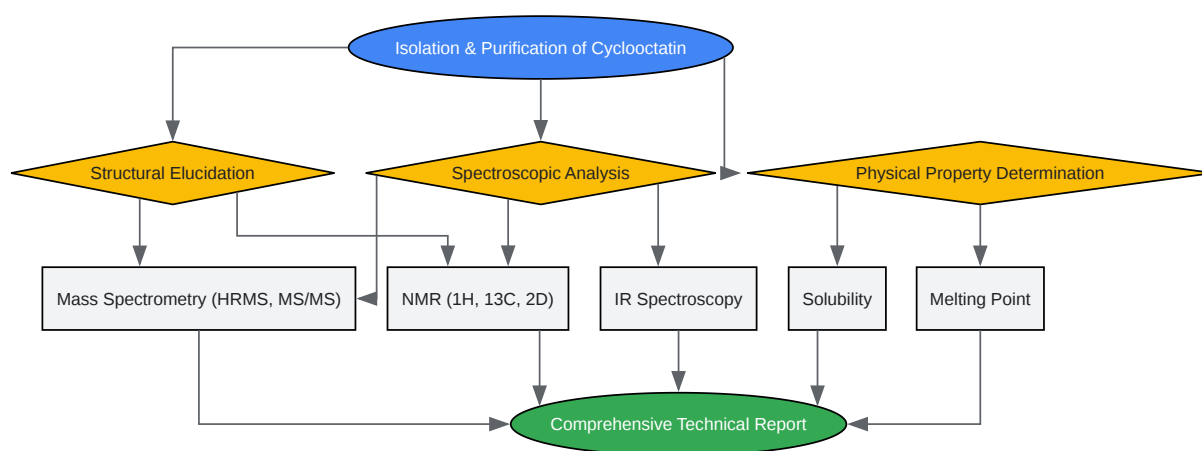 Isolation & Purification of Cyclooctatin
Structural Elucidation
Spectroscopic Analysis
Physical Property Determination
Mass Spectrometry (HRMS, MS/MS)
NMR (1H, 13C, 2D)
IR Spectroscopy
Solubility
Melting Point
Comprehensive Technical Report